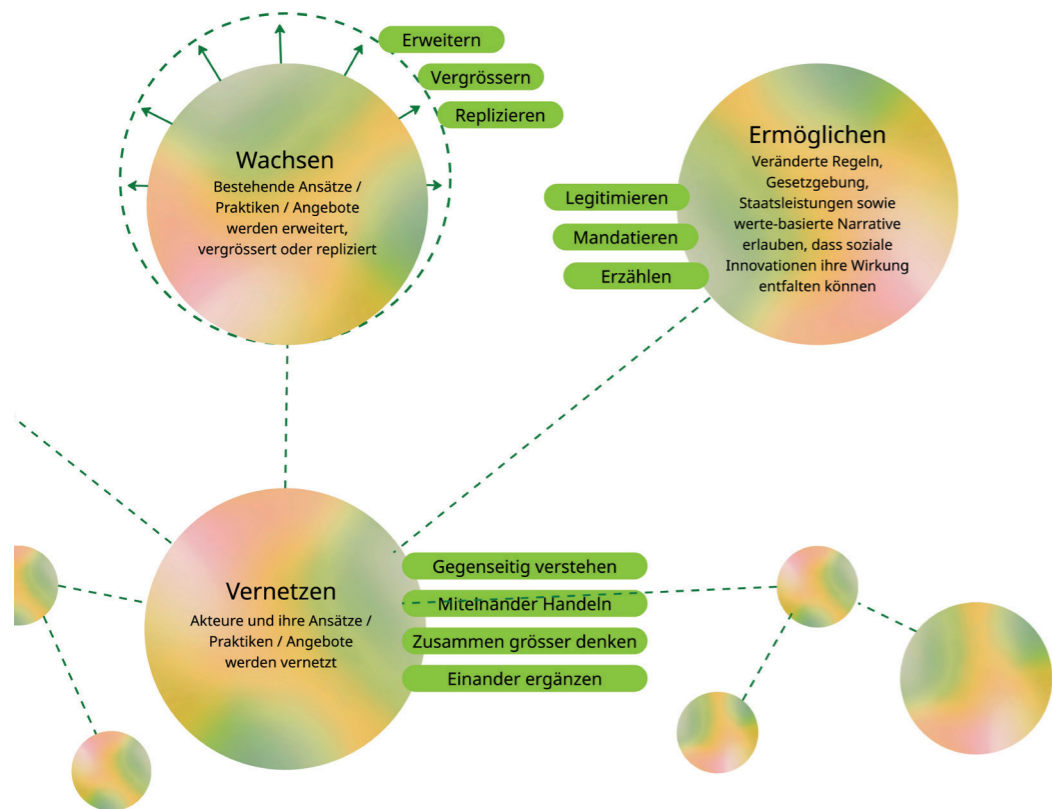 Erweitern
Vergrössern
Replizieren
Wachsen
Bestehende Ansätze /
Praktiken / Angebote
werden erweitert,
vergrössert oder repliziert
Ermöglichen
Veränderte Regeln,
Gesetzgebung,
Staatsleistungen sowie
werte-basierte Narrative
erlauben, dass soziale
Innovationen ihre Wirkung
entfalten können
Legitimieren
Mandatieren
Erzählen
Vernetzen
Akteure und ihre Ansätze /
Praktiken / Angebote
werden vernetzt
Gegenseitig verstehen
Miteinander Handeln
Zusammen grösser denken
Einander ergänzen